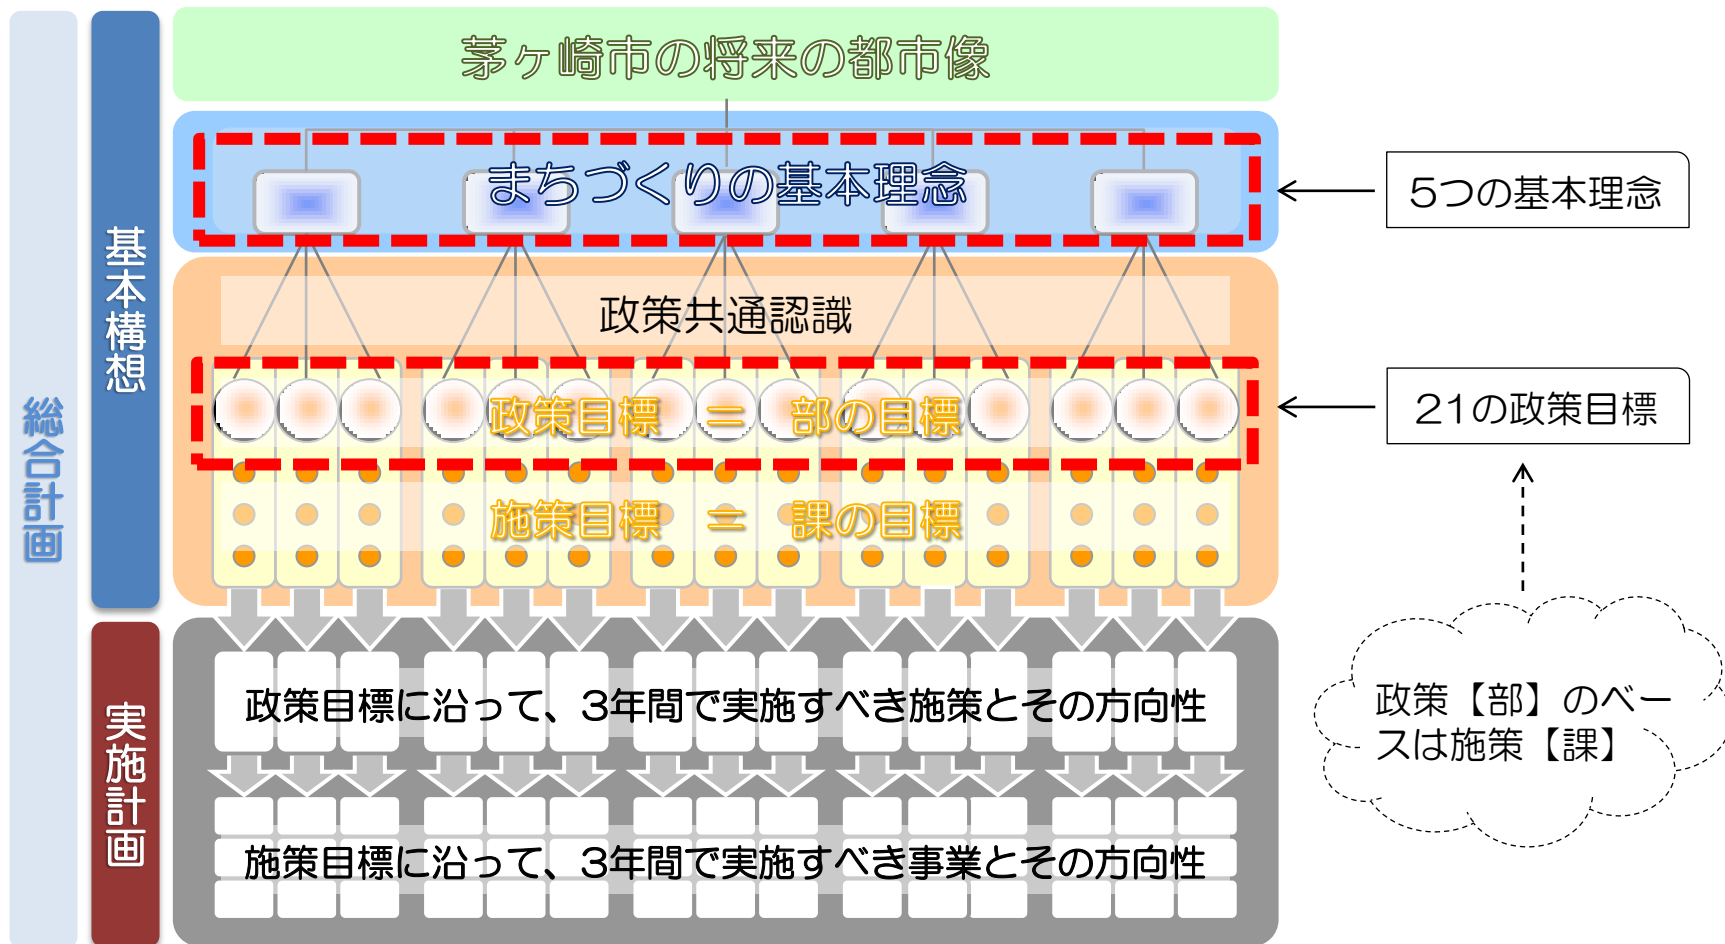 総合計画
基本構想
実施計画
茅ヶ崎市の将来の都市像
まちづくりの基本理念
5つの基本理念
政策共通認識
政策目標　＝　部の目標
21の政策目標
施策目標　＝　課の目標
政策目標に沿って、3年間で実施すべき施策とその方向性
施策目標に沿って、3年間で実施すべき事業とその方向性
政策【部】のベー
スは施策【課】